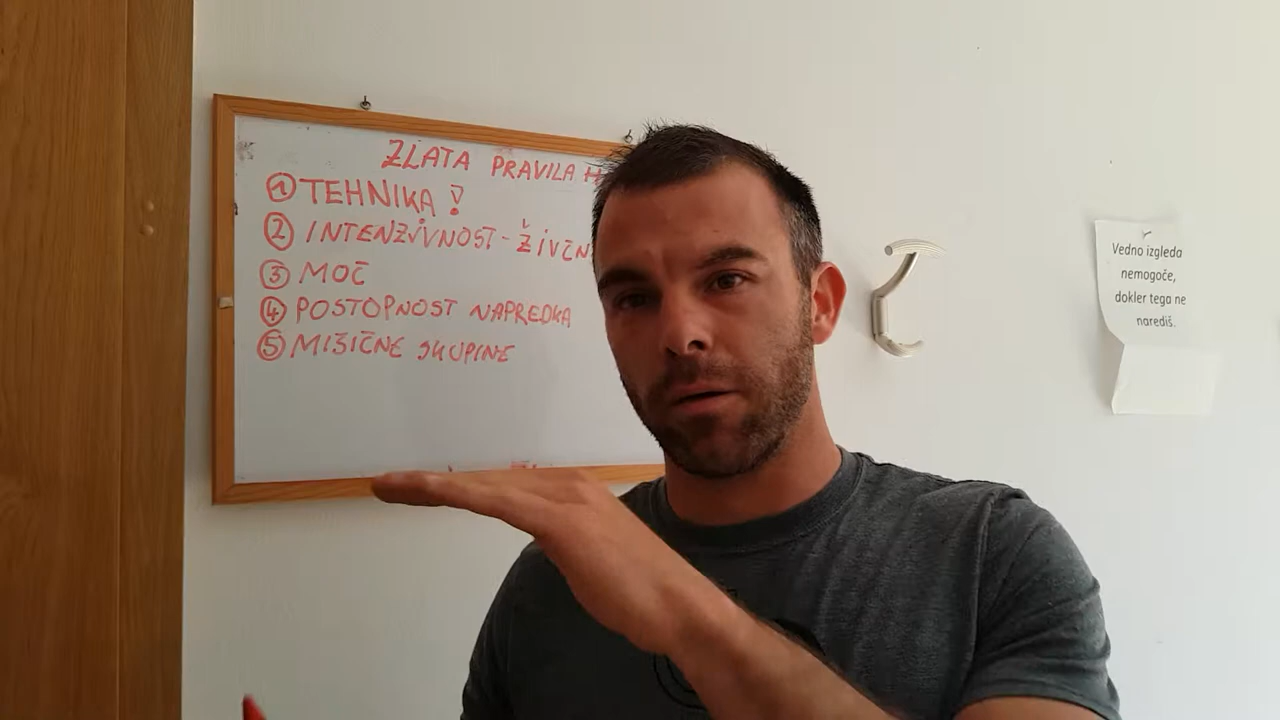 ZLATA PRAVILA
① TEHNIKA!
② INTENZIVNOST -
③ MOČ
④ POSTOPNOST NAPREDKA
⑤ MIŠIČNE SKUPINE
Vedno izgleda
nemogoče,
dokler tega ne
narediš.